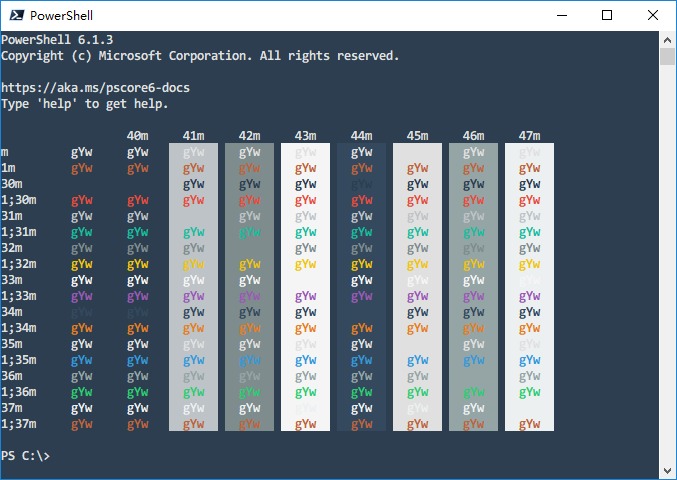 PowerShell
PowerShell 6.1.3
Copyright (c) Microsoft Corporation. All rights reserved.
https://aka.ms/pscore6-docs
Type 'help' to get help.
40m 41m 42m 43m 44m 45m 46m 47m
m gYw gYw gYw gYw gYw gYw gYw gYw
1m gYw gYw gYw gYw gYw gYw gYw gYw gYw
30m gYw gYw gYw gYw gYw gYw gYw
1;30m gYw gYw gYw gYw gYw gYw gYw gYw gYw
31m gYw gYw gYw gYw gYw gYw gYw gYw
1;31m gYw gYw gYw gYw gYw gYw gYw gYw gYw
32m gYw gYw gYw gYw gYw gYw gYw gYw
1;32m gYw gYw gYw gYw gYw gYw gYw gYw gYw
33m gYw gYw gYw gYw gYw gYw gYw gYw
1;33m gYw gYw gYw gYw gYw gYw gYw gYw gYw
34m gYw gYw gYw gYw gYw gYw gYw gYw
1;34m gYw gYw gYw gYw gYw gYw gYw gYw gYw
35m gYw gYw gYw gYw gYw gYw gYw gYw
1;35m gYw gYw gYw gYw gYw gYw gYw gYw gYw
36m gYw gYw gYw gYw gYw gYw gYw gYw
1;36m gYw gYw gYw gYw gYw gYw gYw gYw gYw
37m gYw gYw gYw gYw gYw gYw gYw gYw
1;37m gYw gYw gYw gYw gYw gYw gYw gYw gYw
PS C:\>